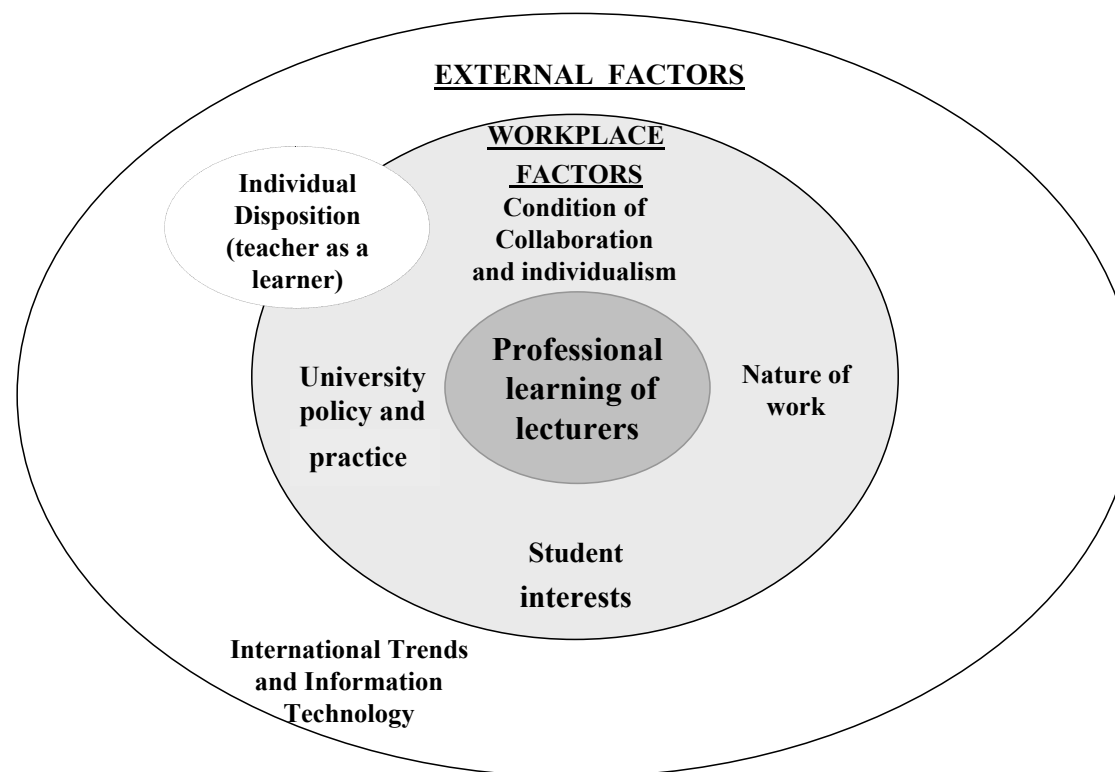 EXTERNAL FACTORS
WORKPLACE
FACTORS
Condition of
Collaboration
and individualism
Individual
Disposition
(teacher as a
learner)
Professional
learning of
lecturers
University
policy and
practice
Nature of
work
Student
interests
International Trends
and Information
Technology